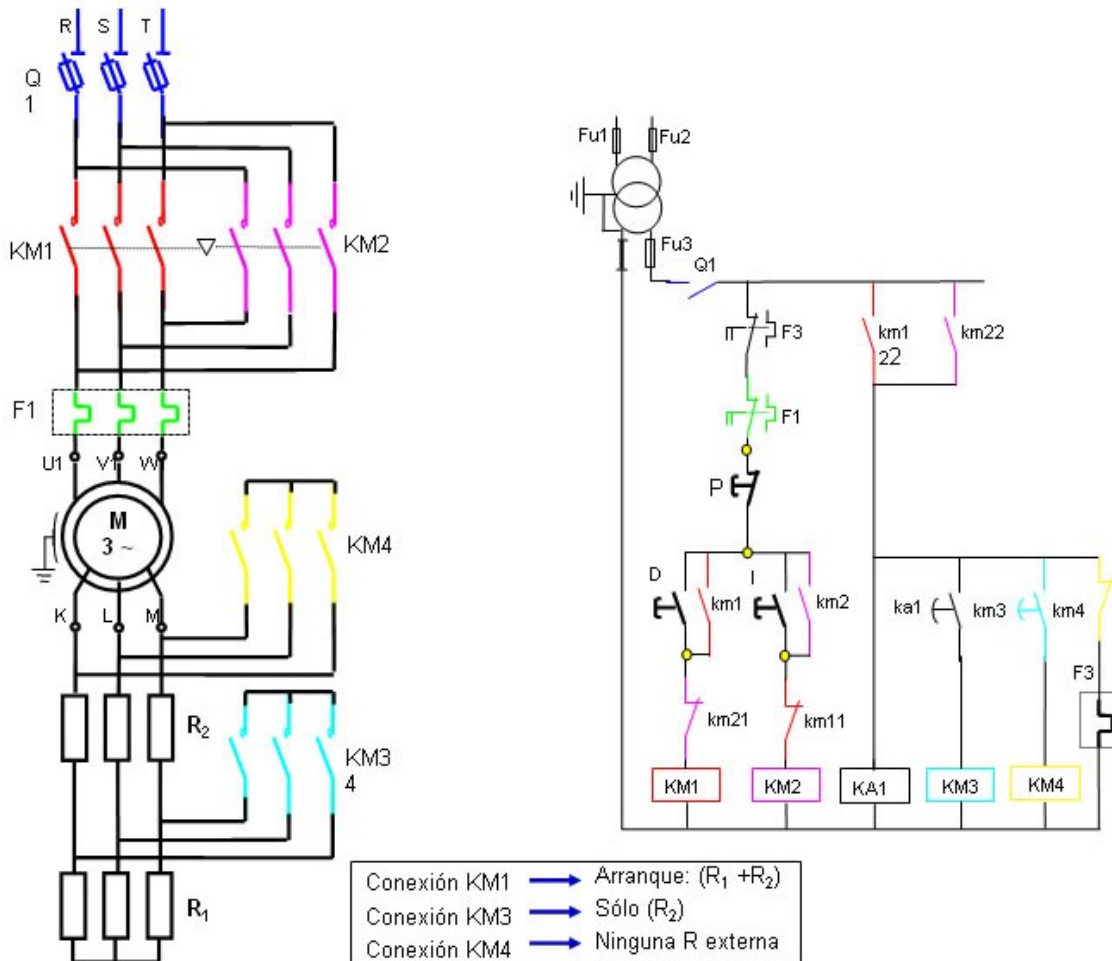 R S T
Q
1
KM1
KM2
F1
U1 V1 W
M
3 ~
KM4
K L M
R2
KM3
4
R1
Fu1 Fu2
Fu3
Q1
F3
km1
22
km22
F1
P
D I
km1 km2
ka1 km3 km4
F3
km21 km11
KM1 KM2 KA1 KM3 KM4
Conexión KM1 Arranque: (R1 +R2)
Conexión KM3 Sólo (R2)
Conexión KM4 Ninguna R externa